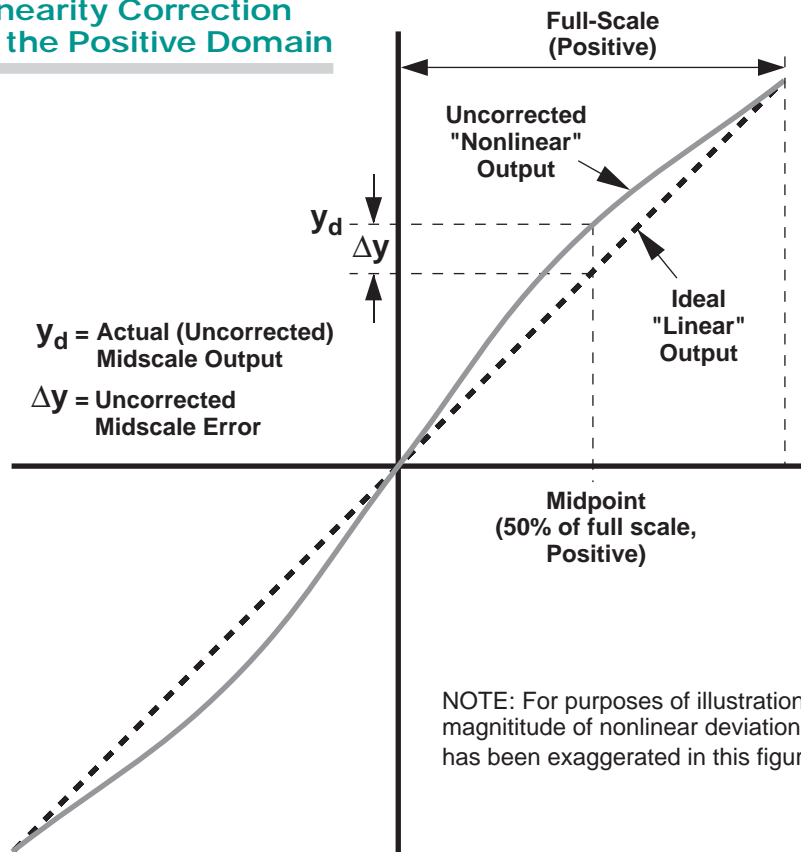 nearity Correction
the Positive Domain
Full-Scale
(Positive)
Uncorrected
"Nonlinear"
Output
yd
Δy
Ideal
"Linear"
Output
yd = Actual (Uncorrected)
Midscale Output
Δy = Uncorrected
Midscale Error
Midpoint
(50% of full scale,
Positive)
NOTE: For purposes of illustration
magnititude of nonlinear deviation
has been exaggerated in this figur